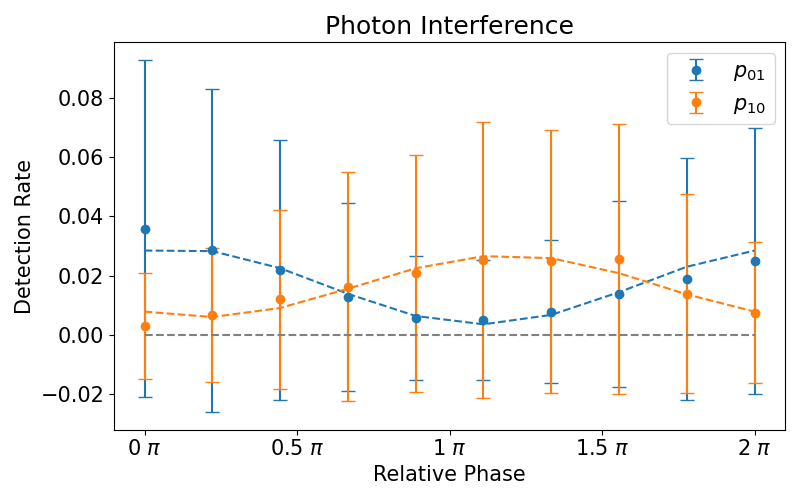 Photon Interference
p01
p10
Detection Rate
0.08
0.06
0.04
0.02
0.00
−0.02
0 π
0.5 π
1 π
1.5 π
2 π
Relative Phase